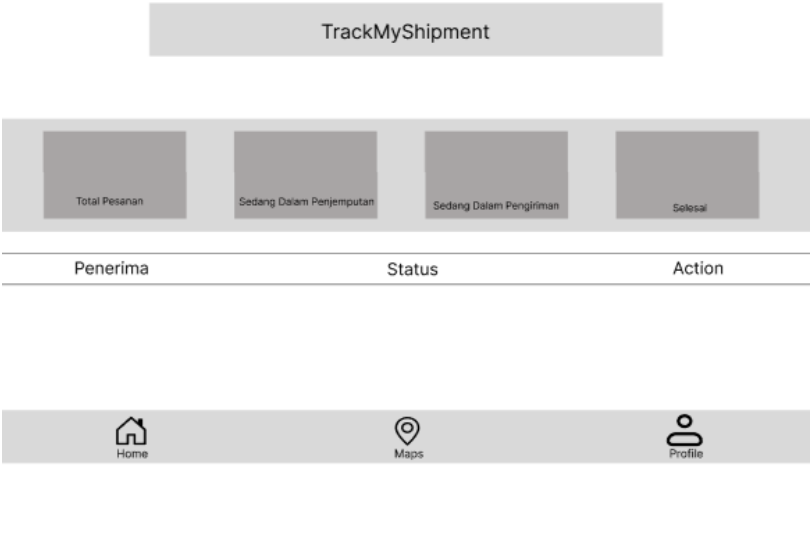 TrackMyShipment
Total Pesanan
Sedang Dalam Penjemputan
Sedang Dalam Pengiriman
Selesai
Penerima
Status
Action
Home
Maps
Profile